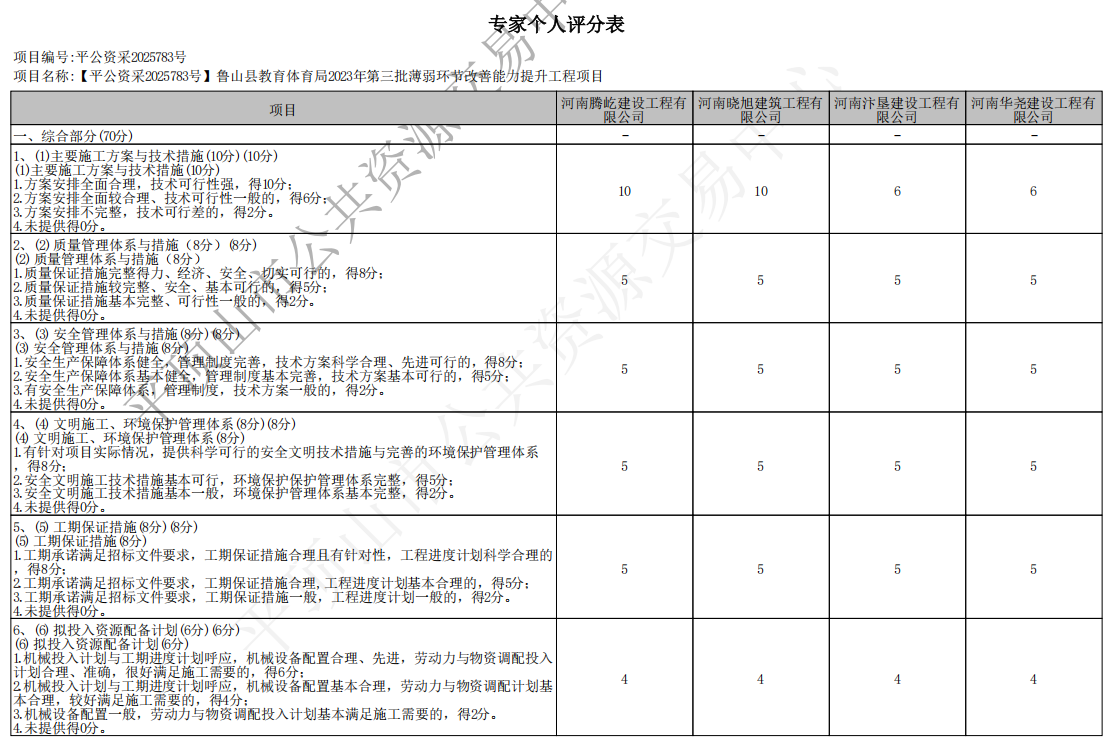 专家个人评分表
项目编号:平公资采2025783号
项目名称:【平公资采2025783号】鲁山县教育体育局2023年第三批薄弱环节改善能力提升工程项目
项目
河南腾屹建设工程有
限公司
河南晓旭建筑工程有
限公司
河南汴垦建设工程有
限公司
河南华尧建设工程有
限公司
一、综合部分(70分)
－ － － －
1、(1)主要施工方案与技术措施(10分)(10分)
(1)主要施工方案与技术措施(10分)
1.方案安排全面合理，技术可行性强，得10分；
2.方案安排全面较合理、技术可行性一般的，得6分；
3.方案安排不完整，技术可行差的，得2分。
4.未提供得0分。
10 10 6 6
2、(2)质量管理体系与措施（8分）(8分)
(2)质量管理体系与措施（8分）
1.质量保证措施完整得力、经济、安全、切实可行的，得8分；
2.质量保证措施较完整、安全、基本可行的，得5分；
3.质量保证措施基本完整、可行性一般的，得2分。
4.未提供得0分。
5 5 5 5
3、(3)安全管理体系与措施(8分)(8分)
(3)安全管理体系与措施(8分)
1.安全生产保障体系健全，管理制度完善，技术方案科学合理、先进可行的，得8分；
2.安全生产保障体系基本健全，管理制度基本完善，技术方案基本可行的，得5分；
3.有安全生产保障体系，管理制度，技术方案一般的，得2分。
4.未提供得0分。
5 5 5 5
4、(4)文明施工、环境保护管理体系(8分)(8分)
(4)文明施工、环境保护管理体系(8分)
1.有针对项目实际情况，提供科学可行的安全文明技术措施与完善的环境保护管理体系
，得8分；
2.安全文明施工技术措施基本可行，环境保护保护管理体系完整，得5分；
3.安全文明施工技术措施基本一般，环境保护管理体系基本完整，得2分。
4.未提供得0分。
5 5 5 5
5、(5)工期保证措施(8分)(8分)
(5)工期保证措施(8分)
1.工期承诺满足招标文件要求，工期保证措施合理且有针对性，工程进度计划科学合理的
，得8分；
2.工期承诺满足招标文件要求，工期保证措施合理,工程进度计划基本合理的，得5分；
3.工期承诺满足招标文件要求，工期保证措施一般，工程进度计划一般的，得2分。
4.未提供得0分。
5 5 5 5
6、(6)拟投入资源配备计划(6分)(6分)
(6)拟投入资源配备计划(6分)
1.机械投入计划与工期进度计划呼应，机械设备配置合理、先进，劳动力与物资调配投入
计划合理、准确，很好满足施工需要的，得6分；
2.机械投入计划与工期进度计划呼应，机械设备配置基本合理，劳动力与物资调配计划基
本合理，较好满足施工需要的，得4分；
3.机械设备配置一般，劳动力与物资调配投入计划基本满足施工需要的，得2分。
4.未提供得0分。
4 4 4 4
平顶山市公共资源交易中
平顶山市公共资源交易中心